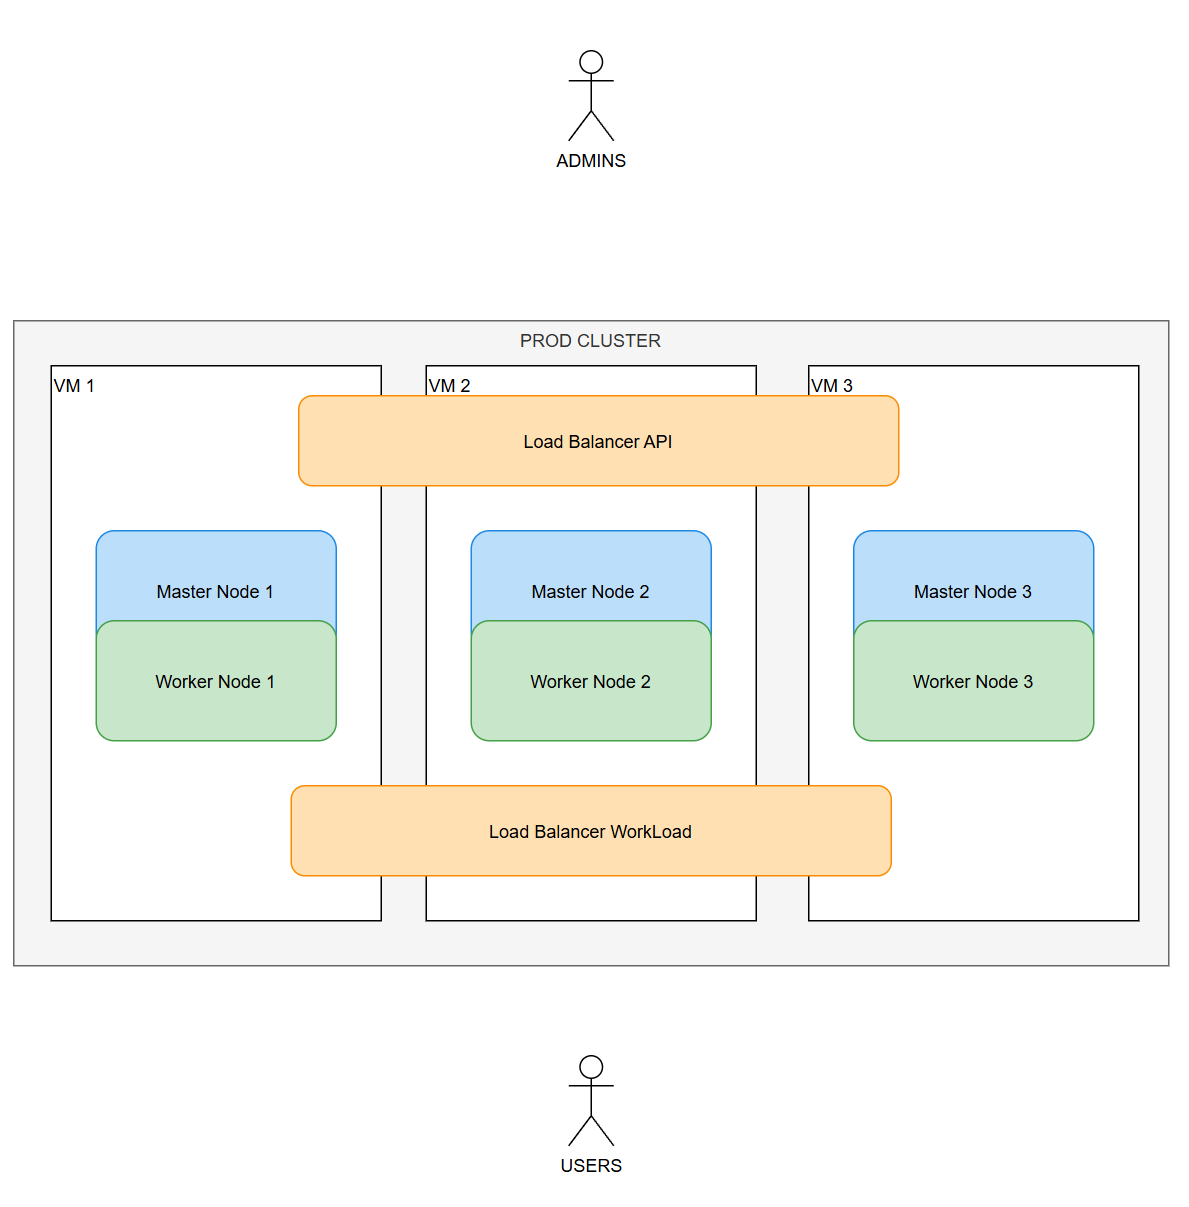 ADMINS
PROD CLUSTER
VM 1
VM 2
VM 3
Load Balancer API
Master Node 1
Master Node 2
Master Node 3
Worker Node 1
Worker Node 2
Worker Node 3
Load Balancer WorkLoad
USERS